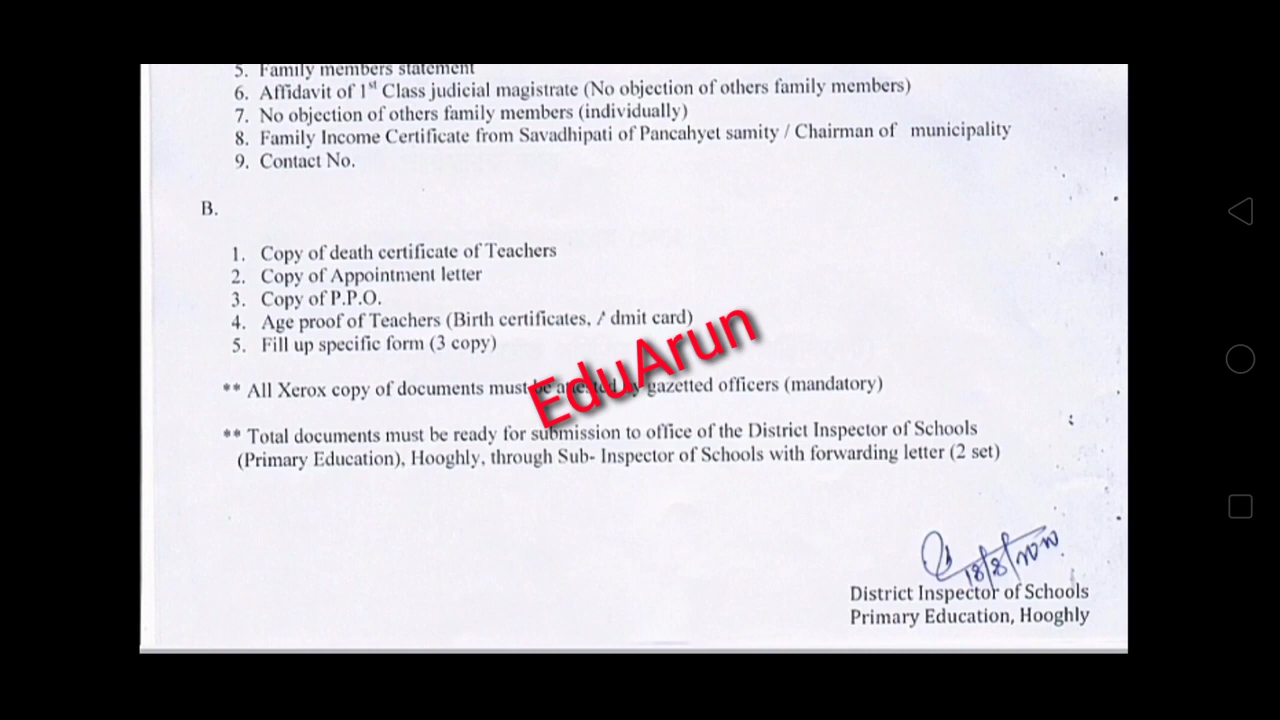 5. Family members statement
6. Affidavit of 1st Class judicial magistrate (No objection of others family members)
7. No objection of others family members (individually)
8. Family Income Certificate from Savadhipati of Pancahyet samity / Chairman of municipality
9. Contact No.
B.
1. Copy of death certificate of Teachers
2. Copy of Appointment letter
3. Copy of P.P.O.
4. Age proof of Teachers (Birth certificates, / dmit card)
5. Fill up specific form (3 copy)
EduArun
** All Xerox copy of documents must be attested by gazetted officers (mandatory)
** Total documents must be ready for submission to office of the District Inspector of Schools
(Primary Education), Hooghly, through Sub- Inspector of Schools with forwarding letter (2 set)
18/8/2020
District Inspector of Schools
Primary Education, Hooghly